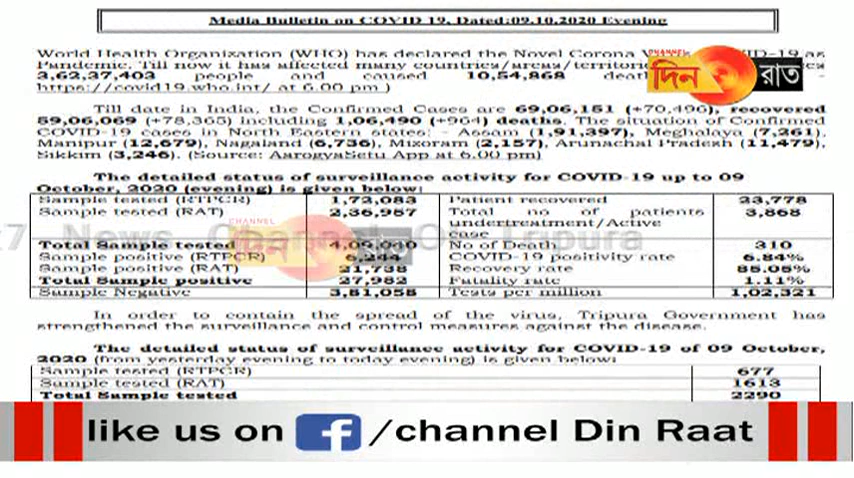 Media Bulletin on COVID 19, Dated:09.10.2020 Evening
World Health Organization (WHO) has declared the Novel Corona COVID-19 as
Pandemic. Till now it has affected many countries/areas/
3,62,37,403 people and caused 10,54,868
https://covid19.who.int/ at 6.00 pm )
Till date in India, the Confirmed Cases are 69,06,151 (+70,496), recovered
59,06,069 (+78,365) including 1,06,490 (+964) deaths. The situation of Confirmed
COVID-19 cases in North Eastern states: - Assam (1,91,397), Meghalaya (7,261),
Manipur (12,679), Nagaland (6,736), Mizoram (2,157), Arunachal Pradesh (11,479),
Sikkim (3,246). (Source: AarogyaSetu App at 6.00 pm)
The detailed status of surveillance activity for COVID-19 up to 09
October, 2020 (evening) is given below:
Sample tested (RTPCR) 1,72,083 Patient recovered 23,778
Sample tested (RAT) 2,36,957 Total no of patients undertreatment/Active case 3,868
Total Sample tested 4,09,040 No of Death 310
Sample positive (RTPCR) 6,244 COVID-19 positivity rate 6.84%
Sample positive (RAT) 21,738 Recovery rate 85.05%
Total Sample positive 27,982 Fatality rate 1.11%
Sample Negative 3,81,058 Tests per million 1,02,321
In order to contain the spread of the virus, Tripura Government has
strengthened the surveillance and control measures against the disease.
The detailed status of surveillance activity for COVID-19 of 09 October,
2020 (from yesterday evening to today evening) is given below:
Sample tested (RTPCR) 677
Sample tested (RAT) 1613
Total Sample tested 2290
CHANNEL
দিন রাত
CHANNEL
দিন রাত
7 News Channel Of Tripura
like us on f/channel Din Raat